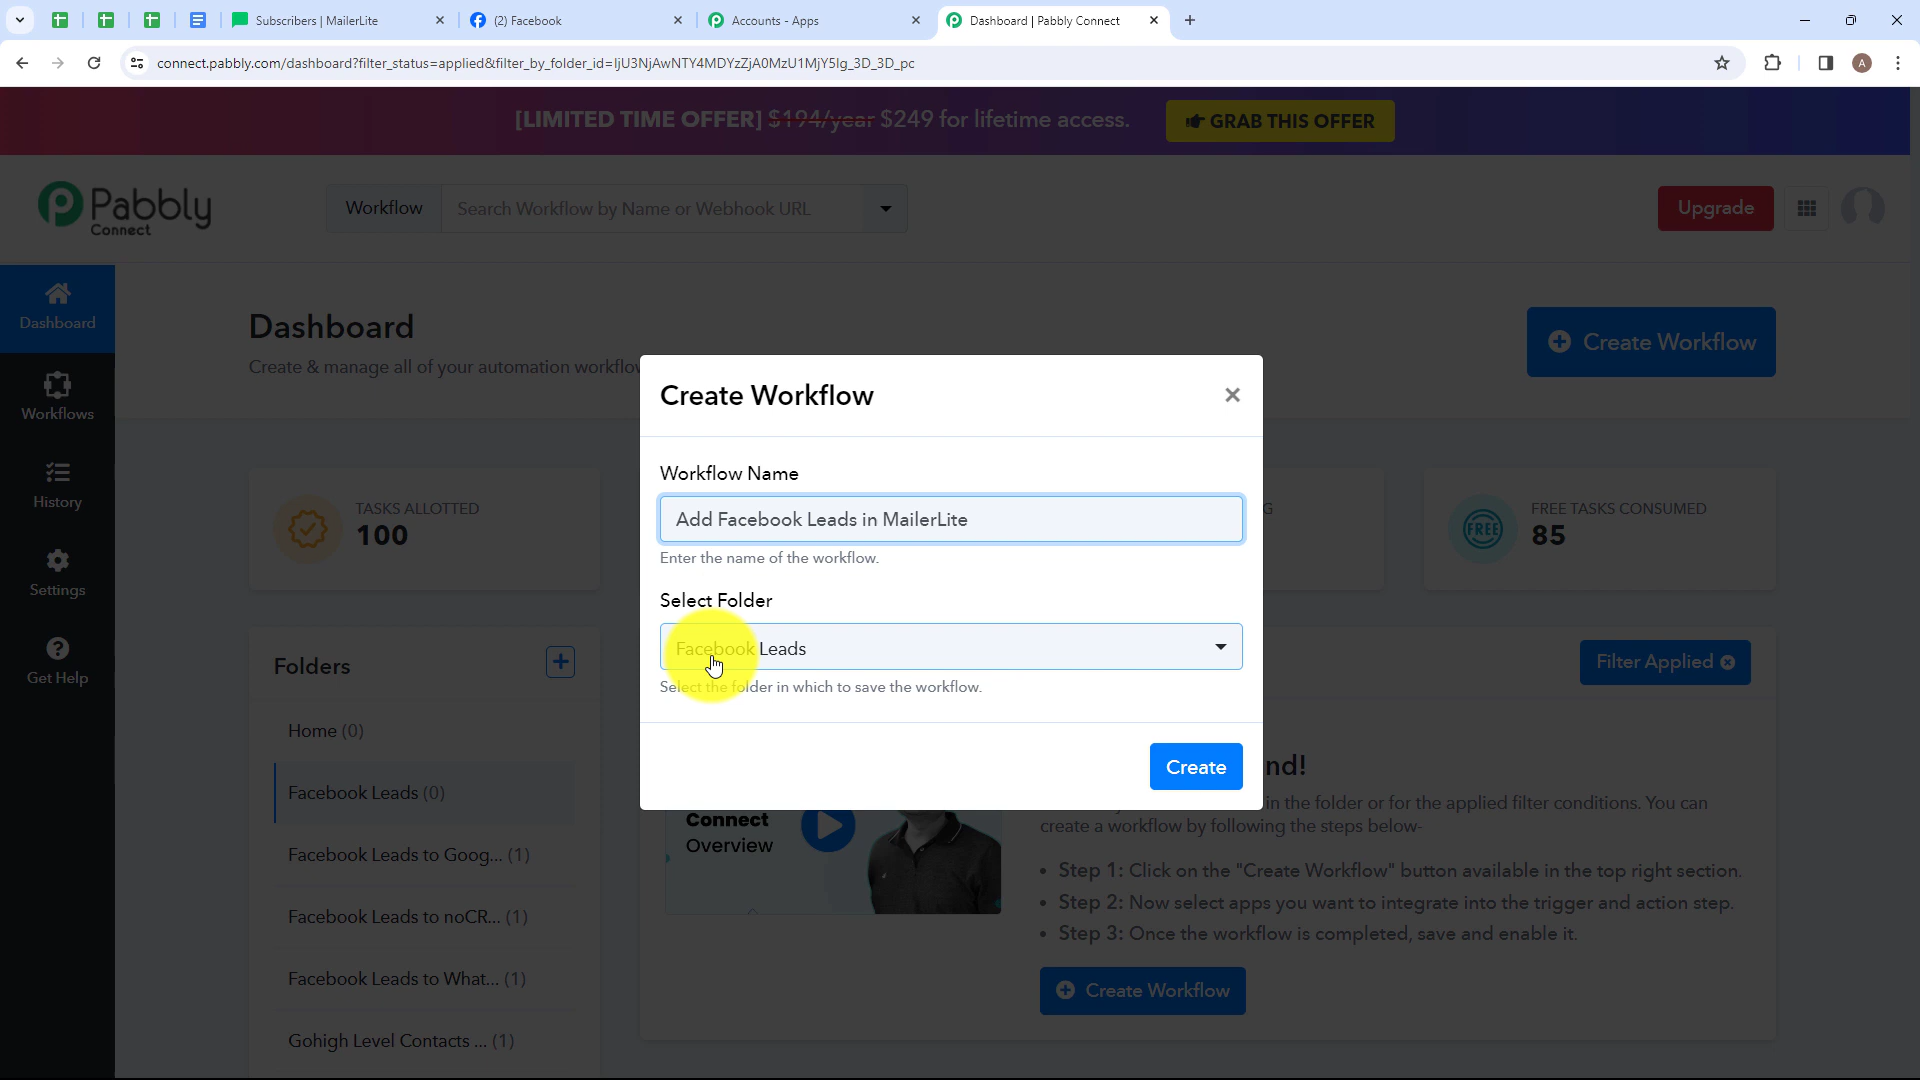 Subscribers | MailerLite
(2) Facebook
Accounts - Apps
Dashboard | Pabbly Connect
connect.pabbly.com/dashboard?filter_status=applied&filter_by_folder_id=IjU3NjAwNTY4MDYzZjA0MzU1MjY5Ig_3D_3D_pc
A
[LIMITED TIME OFFER] $194/year $249 for lifetime access.
GRAB THIS OFFER
Pabbly
Connect
Workflow
Search Workflow by Name or Webhook URL
Upgrade
Dashboard
Workflows
History
Settings
Get Help
Dashboard
Create & manage all of your automation
Create Workflow
TASKS ALLOTTED
100
G
FREE
FREE TASKS CONSUMED
85
Create Workflow
Workflow Name
Add Facebook Leads in MailerLite
Enter the name of the workflow.
Select Folder
Facebook Leads
Select the folder in which to save the workflow.
Create
Folders
Home (0)
Facebook Leads (0)
Facebook Leads to Goog... (1)
Facebook Leads to noCR... (1)
Facebook Leads to What... (1)
Gohigh Level Contacts ... (1)
Filter Applied
Connect
Overview
nd!
in the folder or for the applied filter conditions. You can
create a workflow by following the steps below-
• Step 1: Click on the "Create Workflow" button available in the top right section.
• Step 2: Now select apps you want to integrate into the trigger and action step.
• Step 3: Once the workflow is completed, save and enable it.
Create Workflow